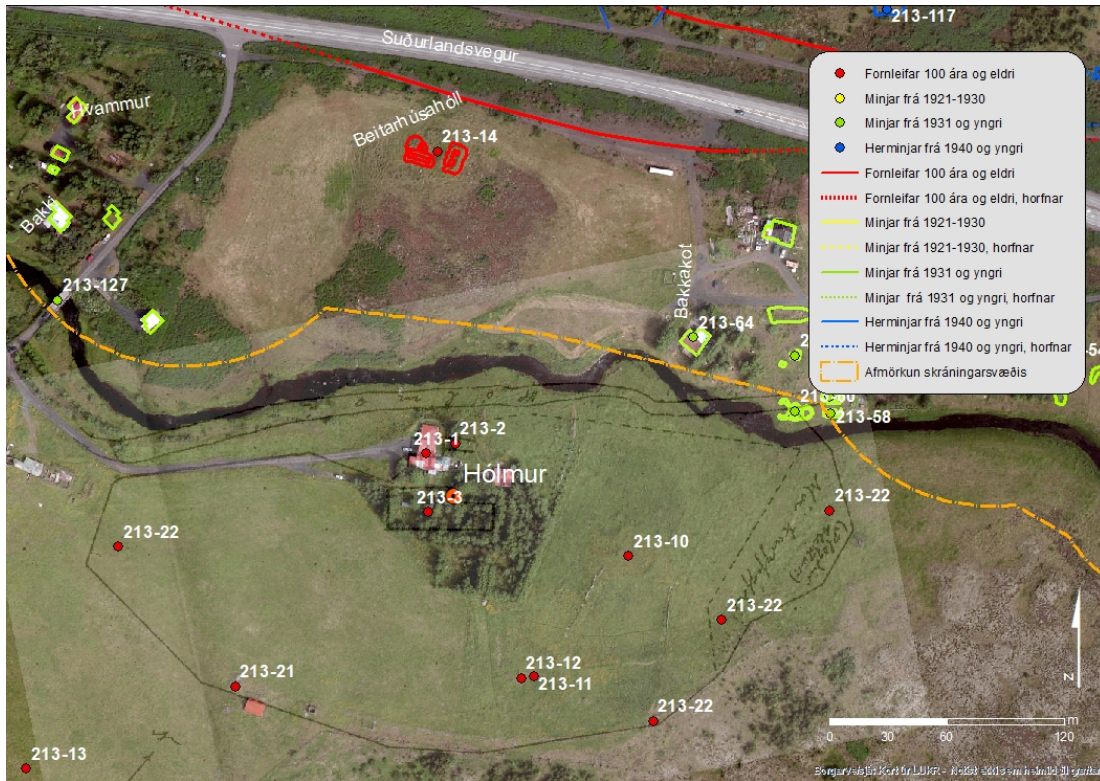 213-117
Suðurlandsvegur
Fornleifar 100 ára og eldri
Minjar frá 1921-1930
Minjar frá 1931 og yngri
Herminjar frá 1940 og yngri
Fornleifar 100 ára og eldri
Fornleifar 100 ára og eldri, horfnar
Minjar frá 1921-1930
Minjar frá 1921-1930, horfnar
Minjar frá 1931 og yngri
Minjar frá 1931 og yngri, horfnar
Herminjar frá 1940 og yngri
Herminjar frá 1940 og yngri, horfnar
Afmörkun skráningarsvæðis
Hvammur
Beitarhúsahóll
213-14
Bakki
Bakkakot
213-127
213-64
213-60
213-58
213-2
213-1
Hólmur
213-3
213-22
213-22
213-10
213-22
213-12
213-11
213-21
213-22
213-13
N
m
0 30 60 120